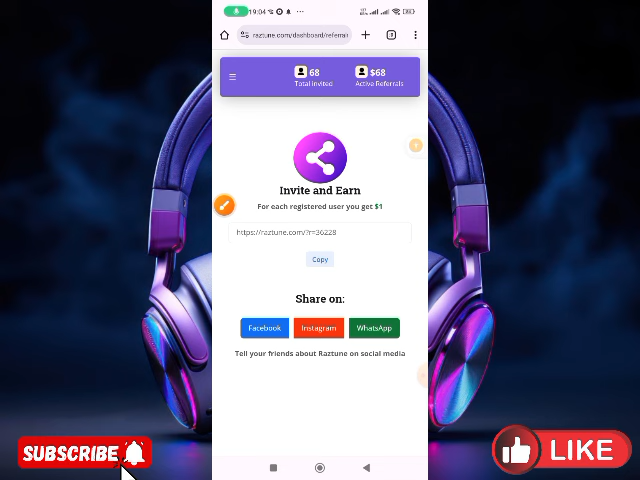 19:04
raztune.com/dashboard/referral
68
Total Invited
$68
Active Referrals
Invite and Earn
For each registered user you get $1
https://raztune.com/?r=36228
Copy
Share on:
Facebook
Instagram
WhatsApp
Tell your friends about Raztune on social media
SUBSCRIBE
LIKE